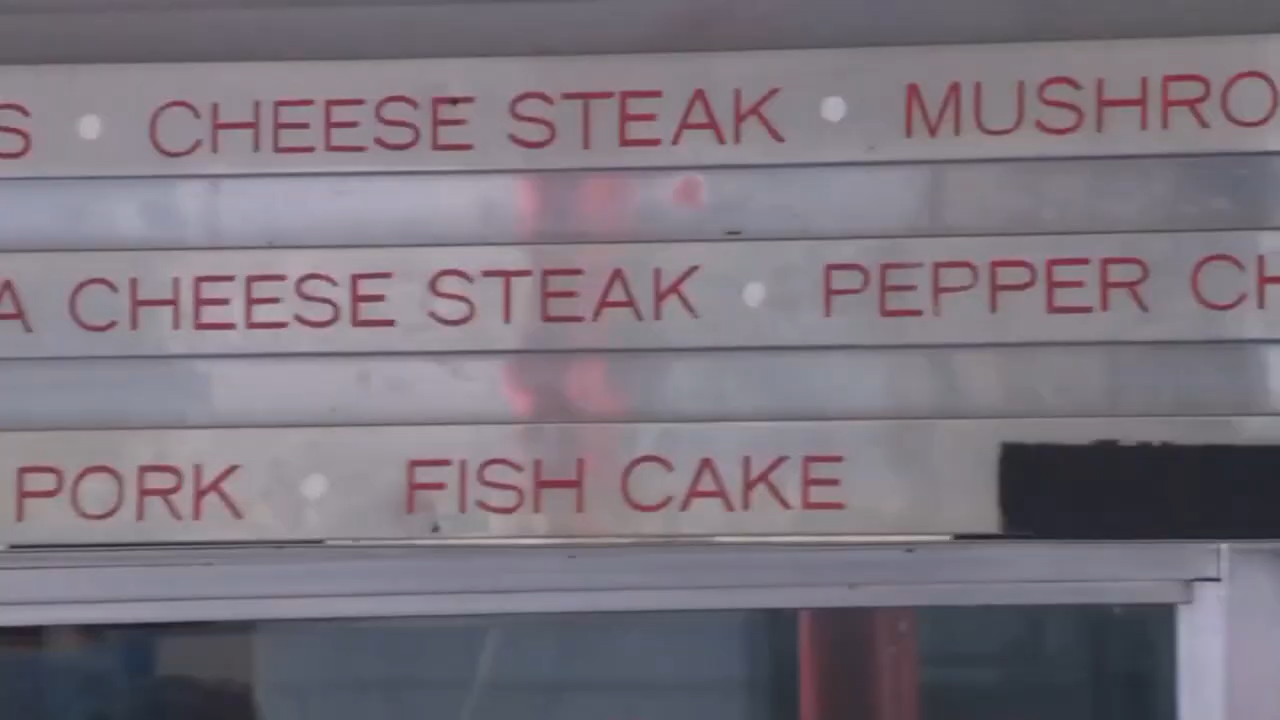 S • CHEESE STEAK • MUSHRO
A CHEESE STEAK • PEPPER CH
PORK • FISH CAKE